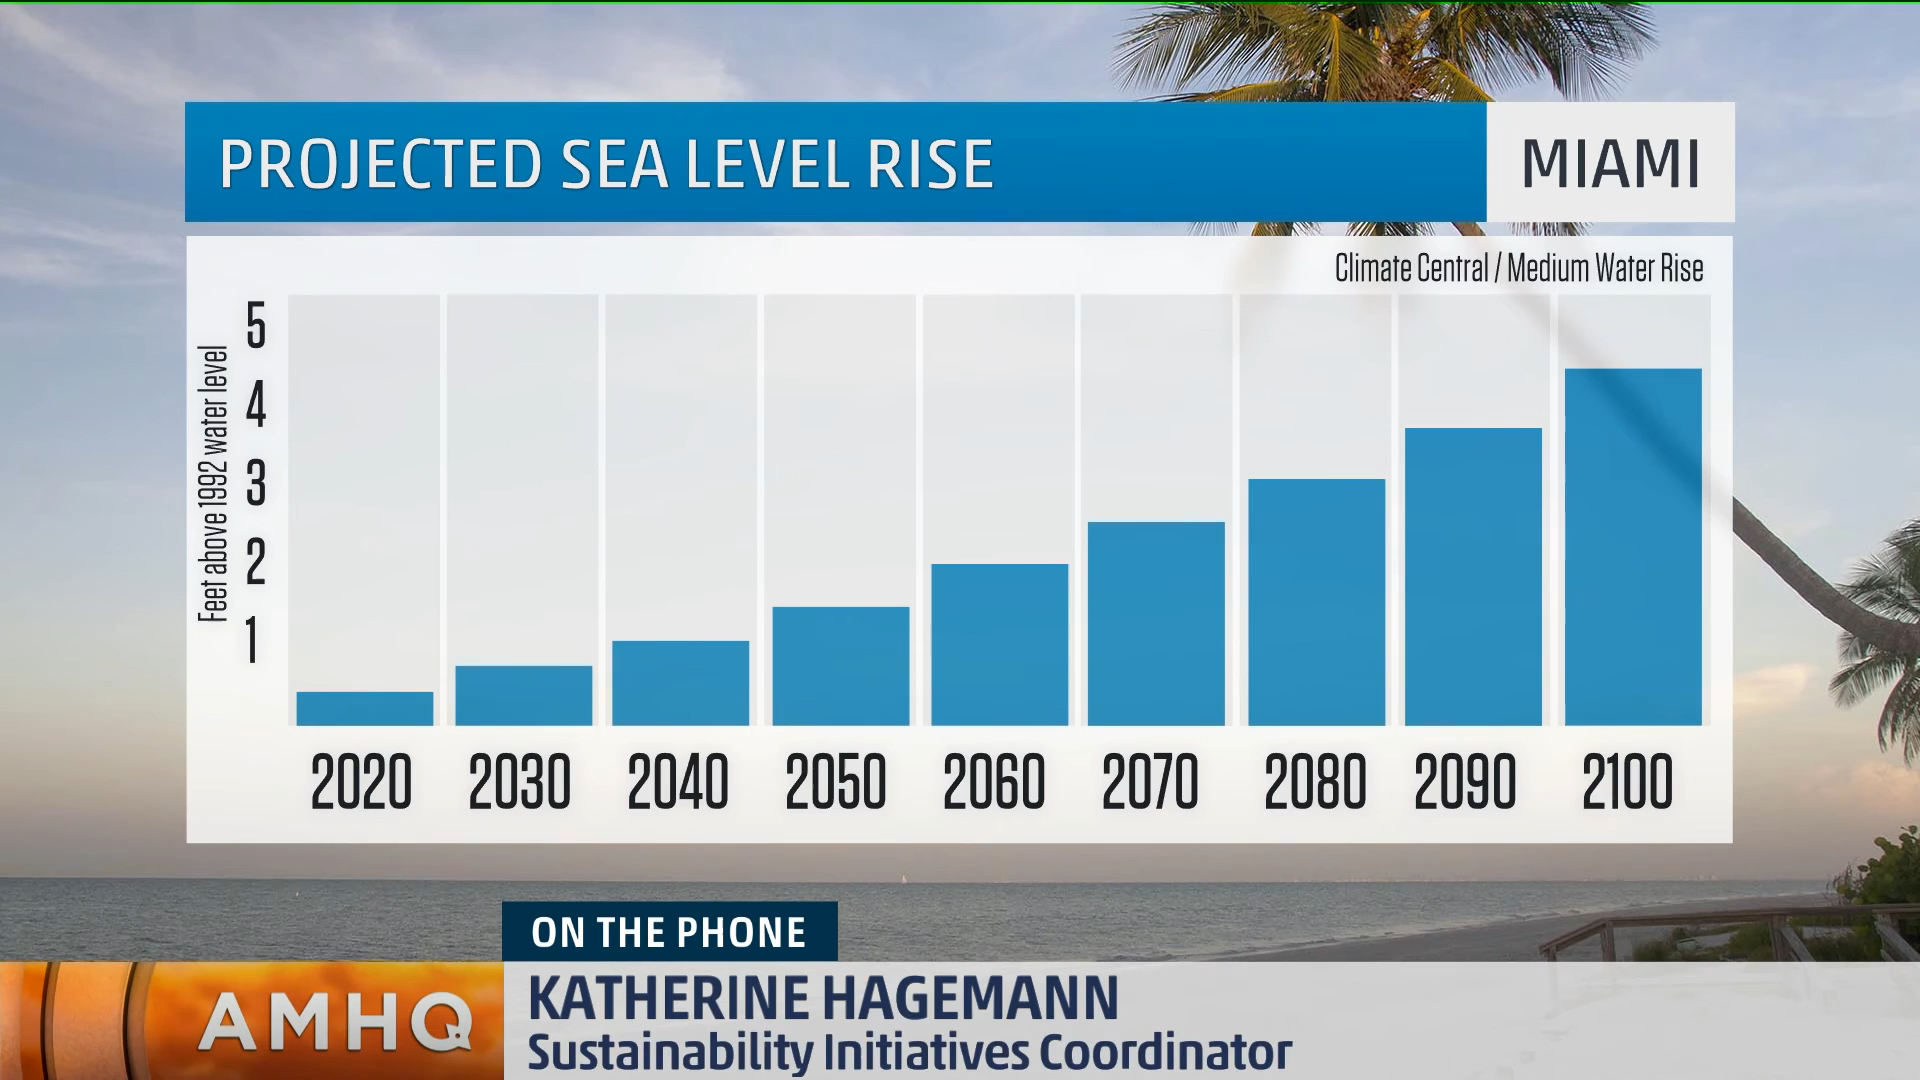 PROJECTED SEA LEVEL RISE
MIAMI
Climate Central / Medium Water Rise
Feet above 1992 water level
5
4
3
2
1
2020 2030 2040 2050 2060 2070 2080 2090 2100
ON THE PHONE
AMHQ
KATHERINE HAGEMANN
Sustainability Initiatives Coordinator